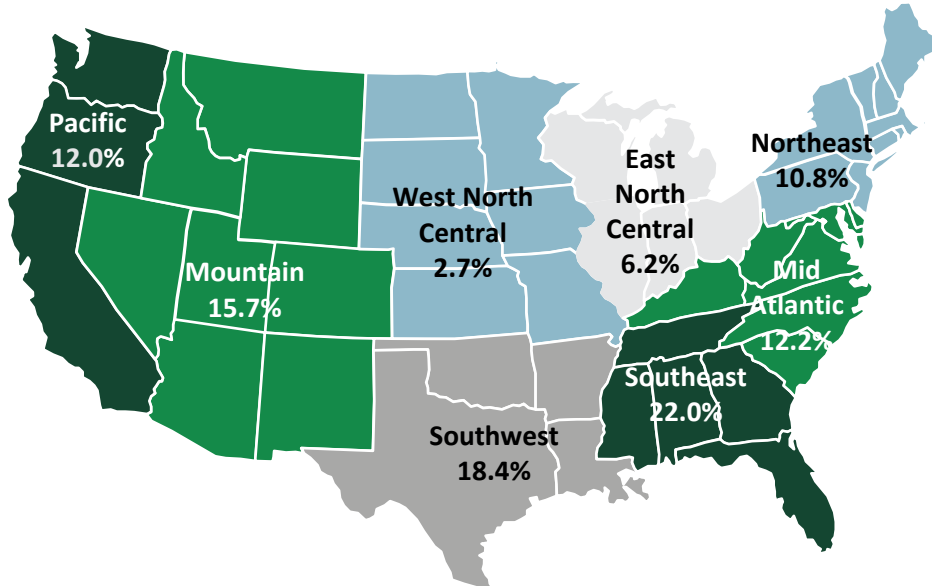 Pacific
12.0%
Mountain
15.7%
West North
Central
2.7%
East
North
Central
6.2%
Northeast
10.8%
Mid
Atlantic
12.2%
Southeast
22.0%
Southwest
18.4%